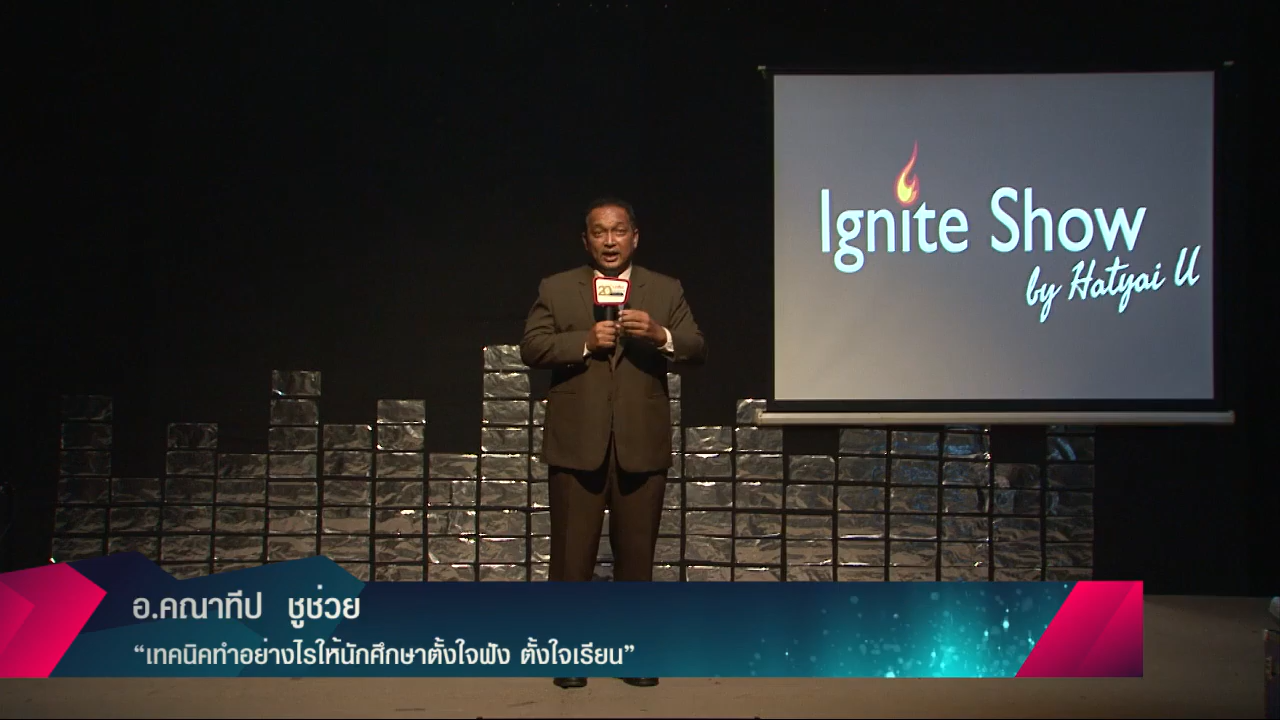 Ignite Show
by Hatyai U
20
อ.คณาทีป ชูช่วย
“เทคนิคทำอย่างไรให้นักศึกษาตั้งใจฟัง ตั้งใจเรียน”